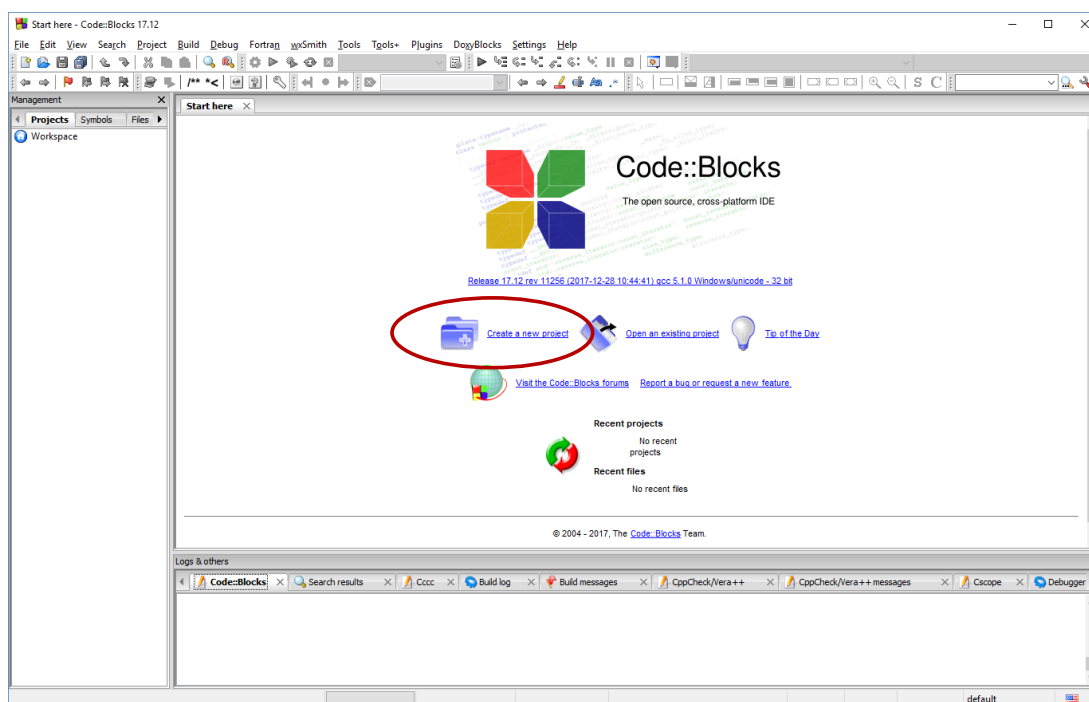 Start here - Code::Blocks 17.12
File Edit View Search Project Build Debug Fortran wxSmith Tools Tools+ Plugins DoxyBlocks Settings Help
/** *<
S C
Management
Projects Symbols Files
Workspace
Start here
Code::Blocks
The open source, cross-platform IDE
Release 17.12 rev 11256 (2017-12-28 10:44:41) gcc 5.1.0 Windows/unicode - 32 bit
Create a new project Open an existing project Tip of the Day
Visit the Code::Blocks forums Report a bug or request a new feature
Recent projects
No recent
projects
Recent files
No recent files
© 2004 - 2017, The Code::Blocks Team.
Logs & others
Code::Blocks Search results Cccc Build log Build messages CppCheck/Vera++ CppCheck/Vera++ messages Cscope Debugger
default